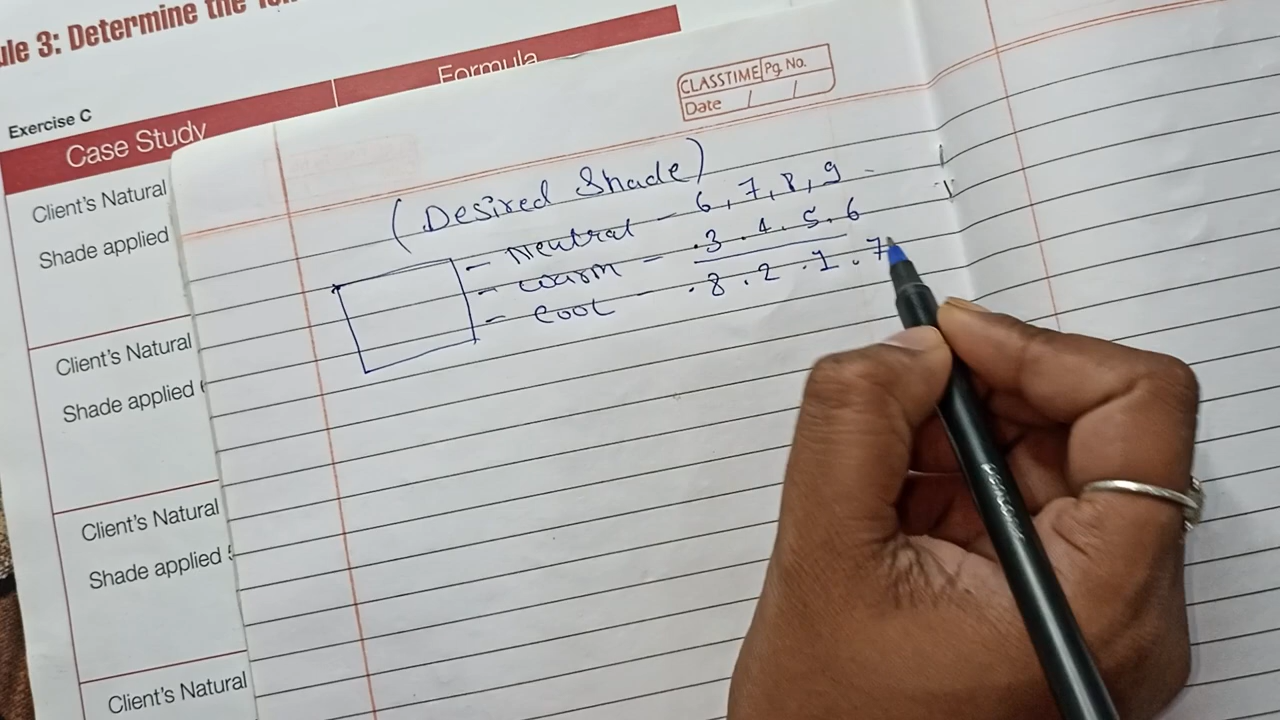 ule 3: Determine the
Formula
Exercise C
Case Study
CLASSTIME Pg. No.
Date / /
Client's Natural
Shade applied
Client's Natural
Shade applied
Client's Natural
Shade applied
Client's Natural
(Desired Shade)
- Neutral - 6, 7, 8, 9
- warm - .3 .4 .5 .6
- cool - .8 .2 .1 .7